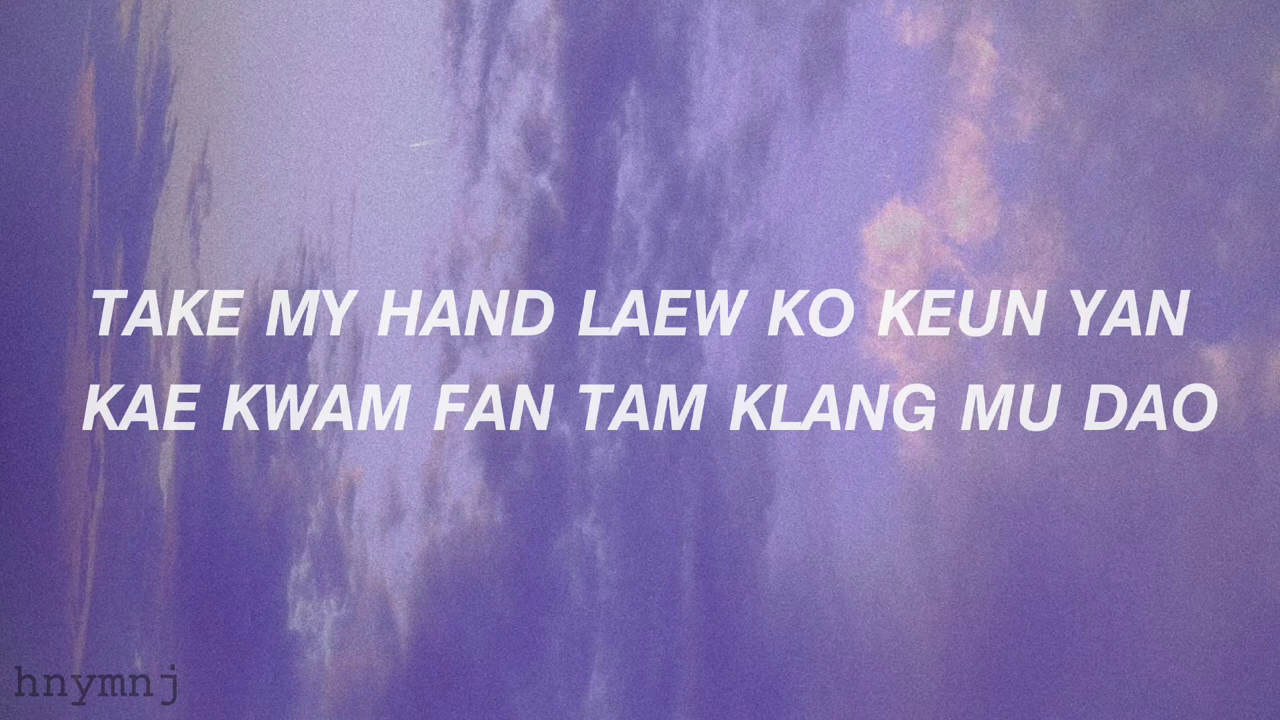 TAKE MY HAND LAEW KO KEUN YAN
KAE KWAM FAN TAM KLANG MU DAO
hnymnj